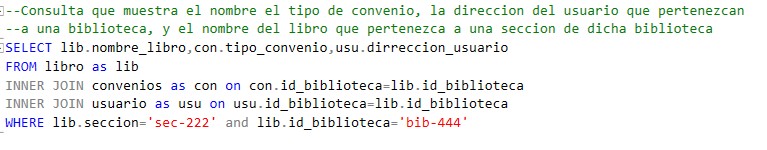 --Consulta que muestra el nombre el tipo de convenio, la direccion del usuario que pertenezcan
--a una biblioteca, y el nombre del libro que pertenezca a una seccion de dicha biblioteca
SELECT lib.nombre_libro,con.tipo_convenio,usu.dirreccion_usuario
FROM libro as lib
INNER JOIN convenios as con on con.id_biblioteca=lib.id_biblioteca
INNER JOIN usuario as usu on usu.id_biblioteca=lib.id_biblioteca
WHERE lib.seccion='sec-222' and lib.id_biblioteca='bib-444'